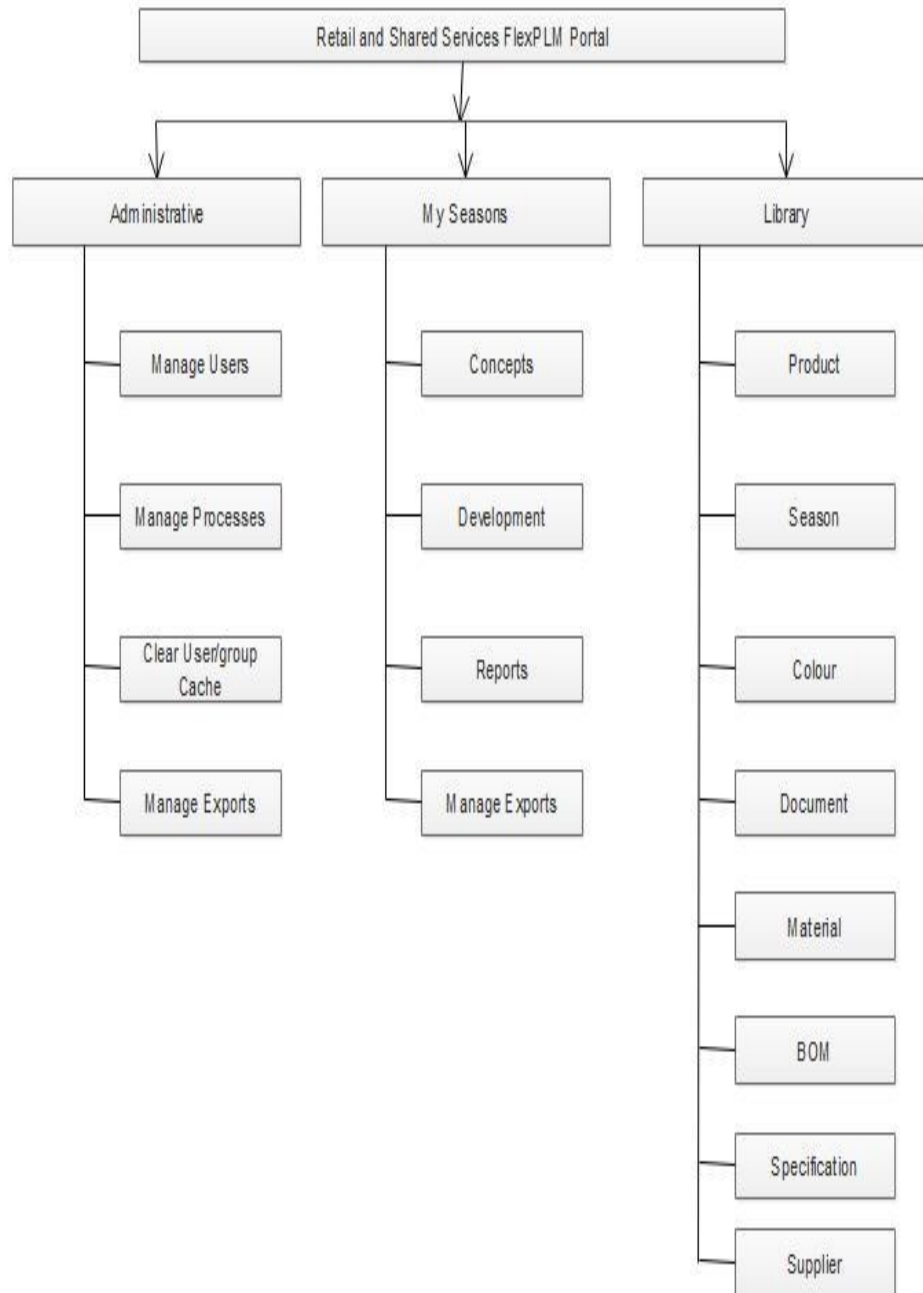 Retail and Shared Services FlexPLM Portal
Administrative
My Seasons
Library
Manage Users
Concepts
Product
Manage Processes
Development
Season
Clear User/group
Cache
Reports
Colour
Manage Exports
Manage Exports
Document
Material
BOM
Specification
Supplier